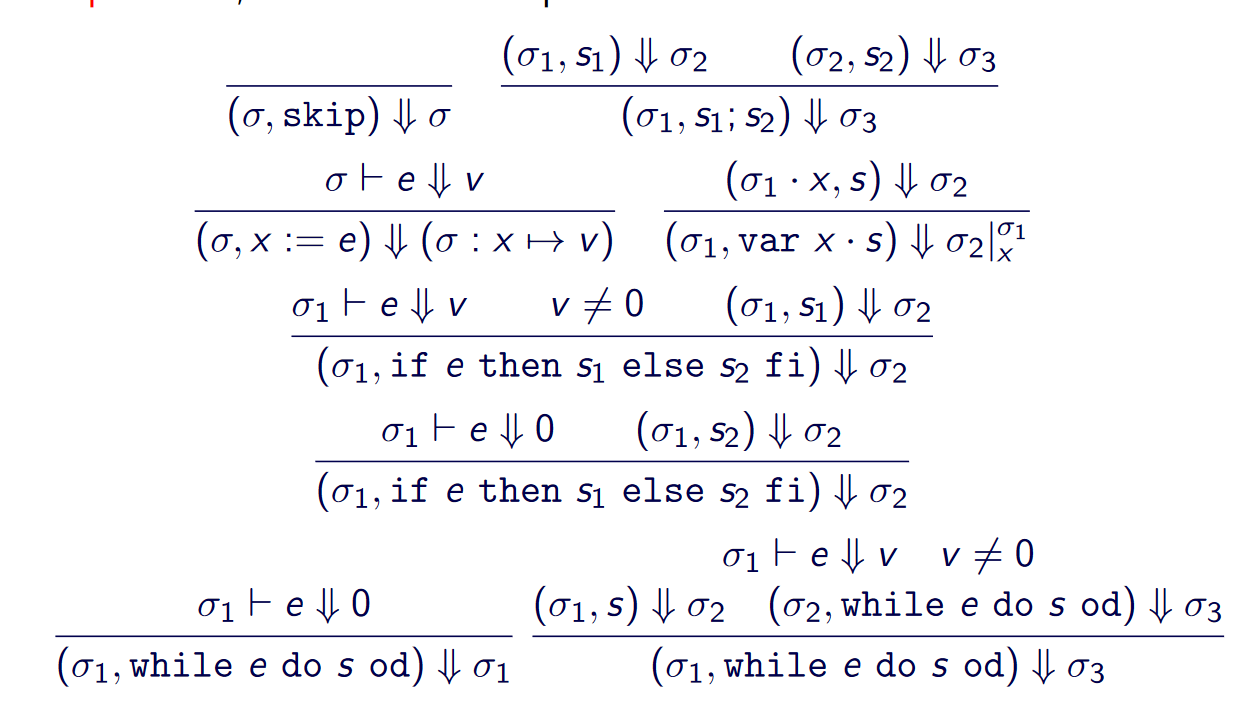 (σ₁, s₁) ⇓ σ₂ (σ₂, s₂) ⇓ σ₃
(σ, skip) ⇓ σ (σ₁, s₁; s₂) ⇓ σ₃
σ ⊢ e ⇓ v (σ₁ · x, s) ⇓ σ₂
(σ, x := e) ⇓ (σ : x ↦ v) (σ₁, var x · s) ⇓ σ₂|ₓ^σ₁
σ₁ ⊢ e ⇓ v v ≠ 0 (σ₁, s₁) ⇓ σ₂
(σ₁, if e then s₁ else s₂ fi) ⇓ σ₂
σ₁ ⊢ e ⇓ 0 (σ₁, s₂) ⇓ σ₂
(σ₁, if e then s₁ else s₂ fi) ⇓ σ₂
σ₁ ⊢ e ⇓ v v ≠ 0
σ₁ ⊢ e ⇓ 0 (σ₁, s) ⇓ σ₂ (σ₂, while e do s od) ⇓ σ₃
(σ₁, while e do s od) ⇓ σ₁ (σ₁, while e do s od) ⇓ σ₃